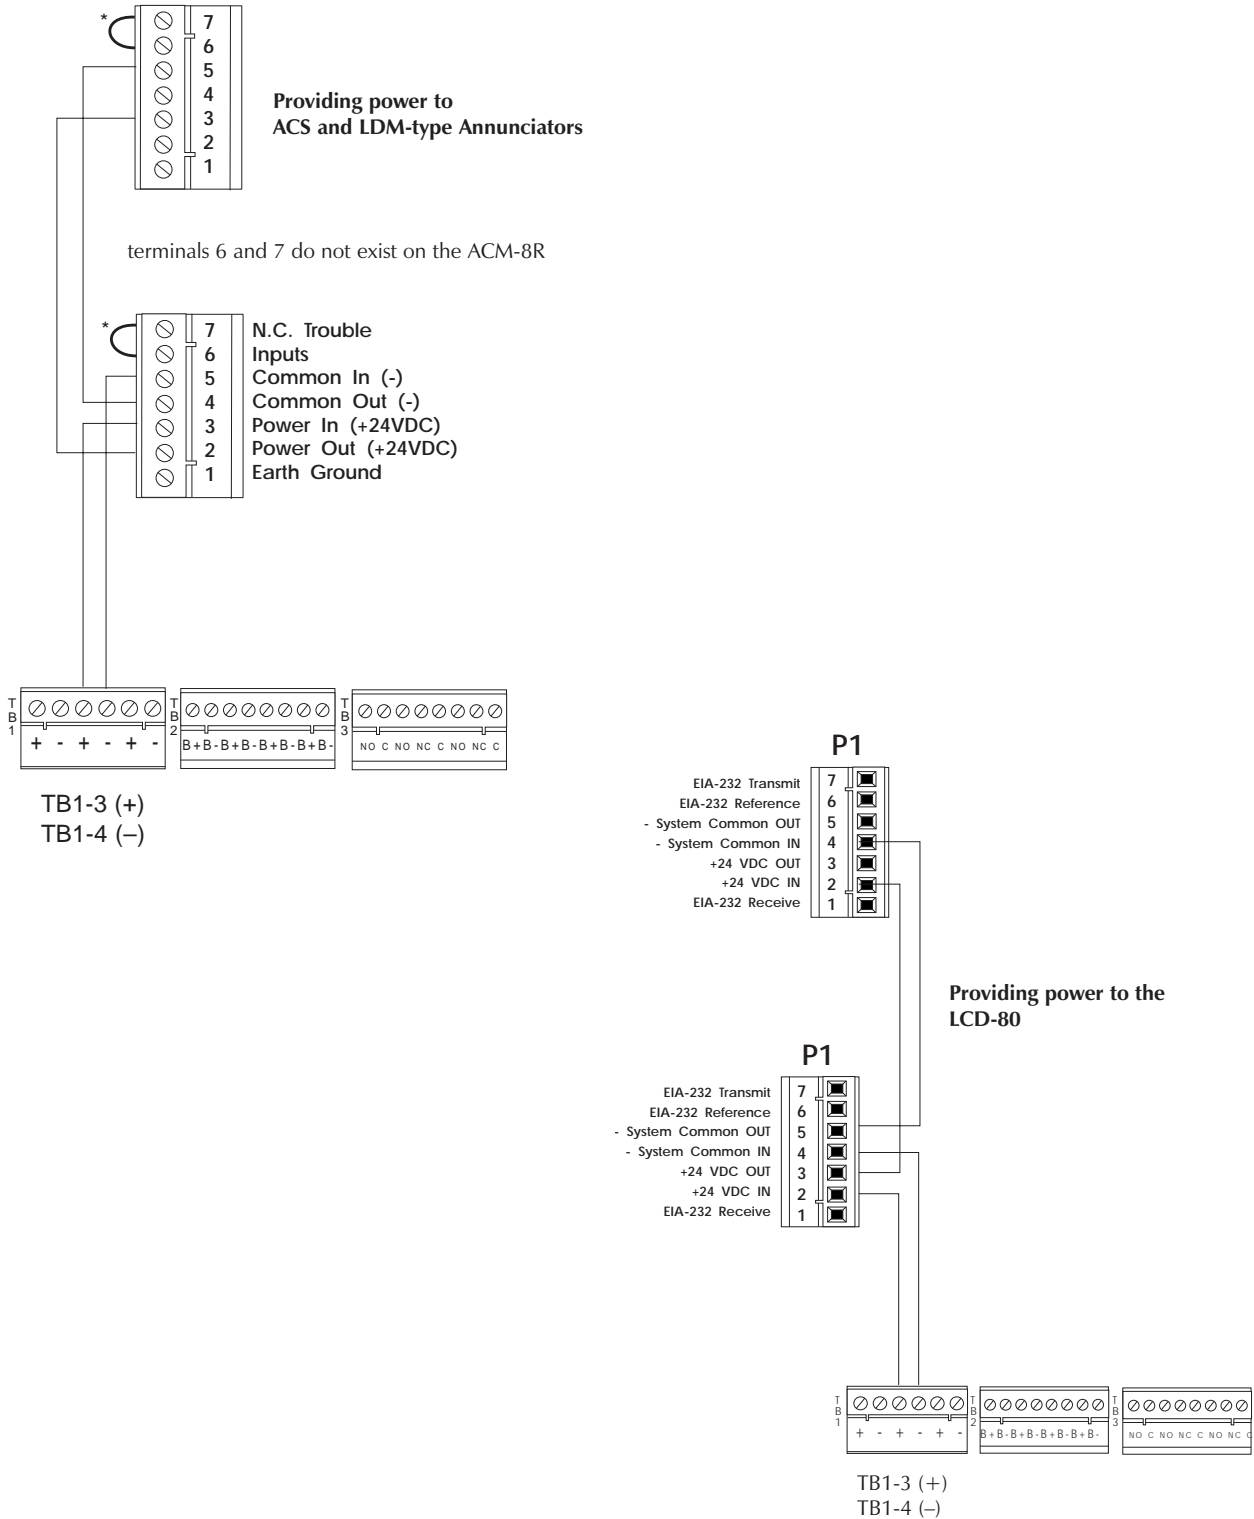 *
7
6
5
4
3
2
1
Providing power to
ACS and LDM-type Annunciators
terminals 6 and 7 do not exist on the ACM-8R
*
7 N.C. Trouble
6 Inputs
5 Common In (-)
4 Common Out (-)
3 Power In (+24VDC)
2 Power Out (+24VDC)
1 Earth Ground
TB1
+ - + - + -
TB2
B+B-B+B-B+B-B+B-
TB3
NO C NO NC C NO NC C
TB1-3 (+)
TB1-4 (–)
P1
EIA-232 Transmit 7
EIA-232 Reference 6
- System Common OUT 5
- System Common IN 4
+24 VDC OUT 3
+24 VDC IN 2
EIA-232 Receive 1
Providing power to the
LCD-80
P1
EIA-232 Transmit 7
EIA-232 Reference 6
- System Common OUT 5
- System Common IN 4
+24 VDC OUT 3
+24 VDC IN 2
EIA-232 Receive 1
TB1
+ - + - + -
TB2
B+B-B+B-B+B-B+B-
TB3
NO C NO NC C NO NC C
TB1-3 (+)
TB1-4 (–)